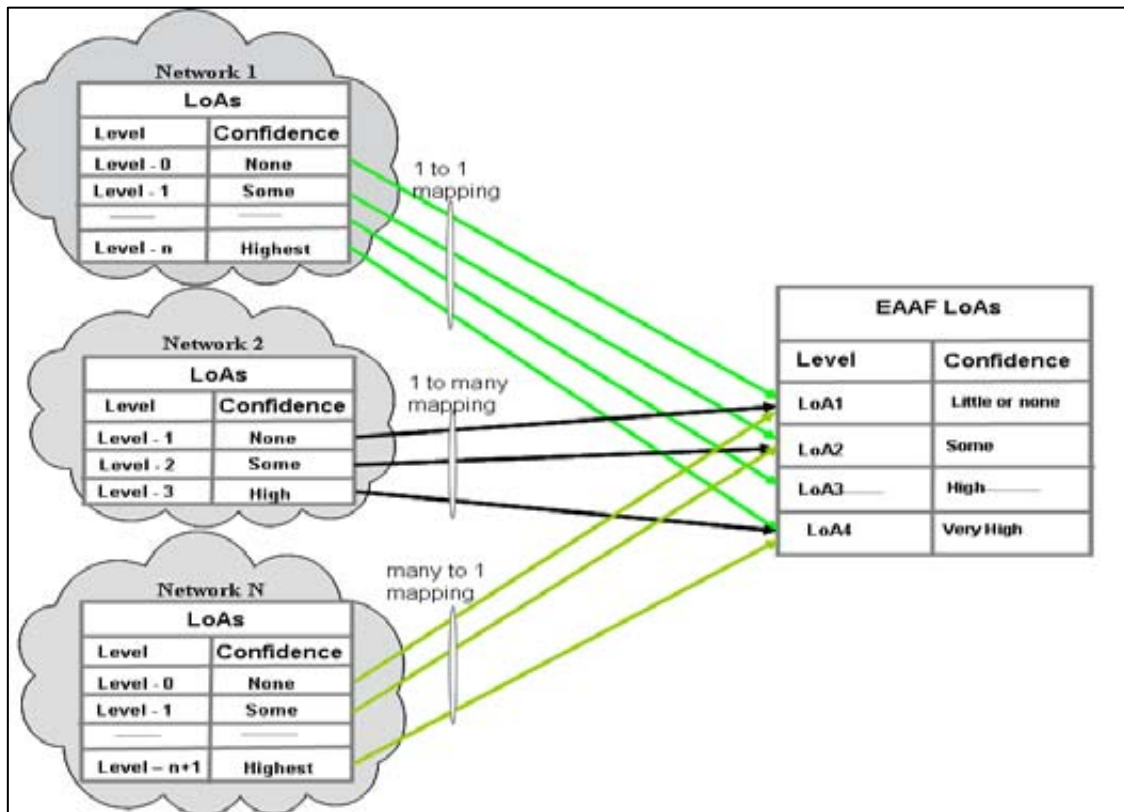 Network 1
LoAs
Level Confidence
Level - 0 None
Level - 1 Some
Level - n Highest
1 to 1
mapping
Network 2
LoAs
Level Confidence
Level - 1 None
Level - 2 Some
Level - 3 High
1 to many
mapping
Network N
LoAs
Level Confidence
Level - 0 None
Level - 1 Some
Level – n+1 Highest
many to 1
mapping
EAAF LoAs
Level Confidence
LoA1 Little or none
LoA2 Some
LoA3 High
LoA4 Very High